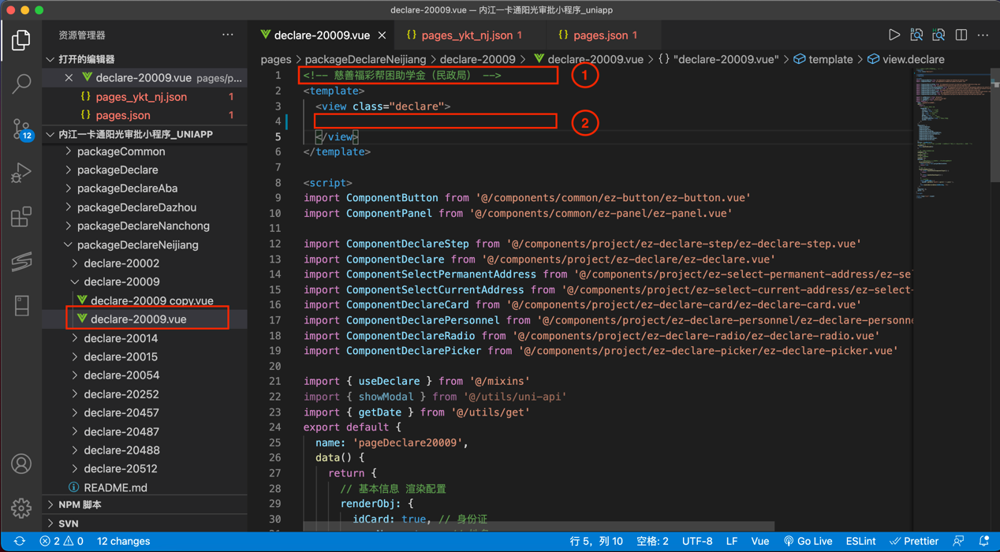 declare-20009.vue — 内江一卡通阳光审批小程序_uniapp
资源管理器
打开的编辑器
declare-20009.vue pages/p...
pages_ykt_nj.json 1
pages.json 1
内江一卡通阳光审批小程序_UNIAPP
12
packageCommon
packageDeclare
packageDeclareAba
packageDeclareDazhou
packageDeclareNanchong
packageDeclareNeijiang
declare-20002
declare-20009
declare-20009 copy.vue
declare-20009.vue
declare-20014
declare-20015
declare-20054
declare-20252
declare-20457
declare-20487
declare-20488
declare-20512
README.md
NPM 脚本
SVN
declare-20009.vue
pages_ykt_nj.json 1
pages.json 1
pages > packageDeclareNeijiang > declare-20009 > declare-20009.vue > {} "declare-20009.vue" > template > view.declare
1 <!-- 慈善福彩帮困助学金（民政局） --> 1
2 <template>
3 <view class="declare">
4 2
5 </view>
6 </template>
7
8 <script>
9 import ComponentButton from '@/components/common/ez-button/ez-button.vue'
10 import ComponentPanel from '@/components/common/ez-panel/ez-panel.vue'
11
12 import ComponentDeclareStep from '@/components/project/ez-declare-step/ez-declare-step.vue'
13 import ComponentDeclare from '@/components/project/ez-declare/ez-declare.vue'
14 import ComponentSelectPermanentAddress from '@/components/project/ez-select-permanent-address/ez-sel
15 import ComponentSelectCurrentAddress from '@/components/project/ez-select-current-address/ez-select-
16 import ComponentDeclareCard from '@/components/project/ez-declare-card/ez-declare-card.vue'
17 import ComponentDeclarePersonnel from '@/components/project/ez-declare-personnel/ez-declare-personne
18 import ComponentDeclareRadio from '@/components/project/ez-declare-radio/ez-declare-radio.vue'
19 import ComponentDeclarePicker from '@/components/project/ez-declare-picker/ez-declare-picker.vue'
20
21 import { useDeclare } from '@/mixins'
22 import { showModal } from '@/utils/uni-api'
23 import { getDate } from '@/utils/get'
24 export default {
25 name: 'pageDeclare20009',
26 data() {
27 return {
28 // 基本信息 渲染配置
29 renderObj: {
30 idCard: true, // 身份证
2 0 12 changes
行 5，列 10 空格: 2 UTF-8 LF Vue Go Live ESLint Prettier